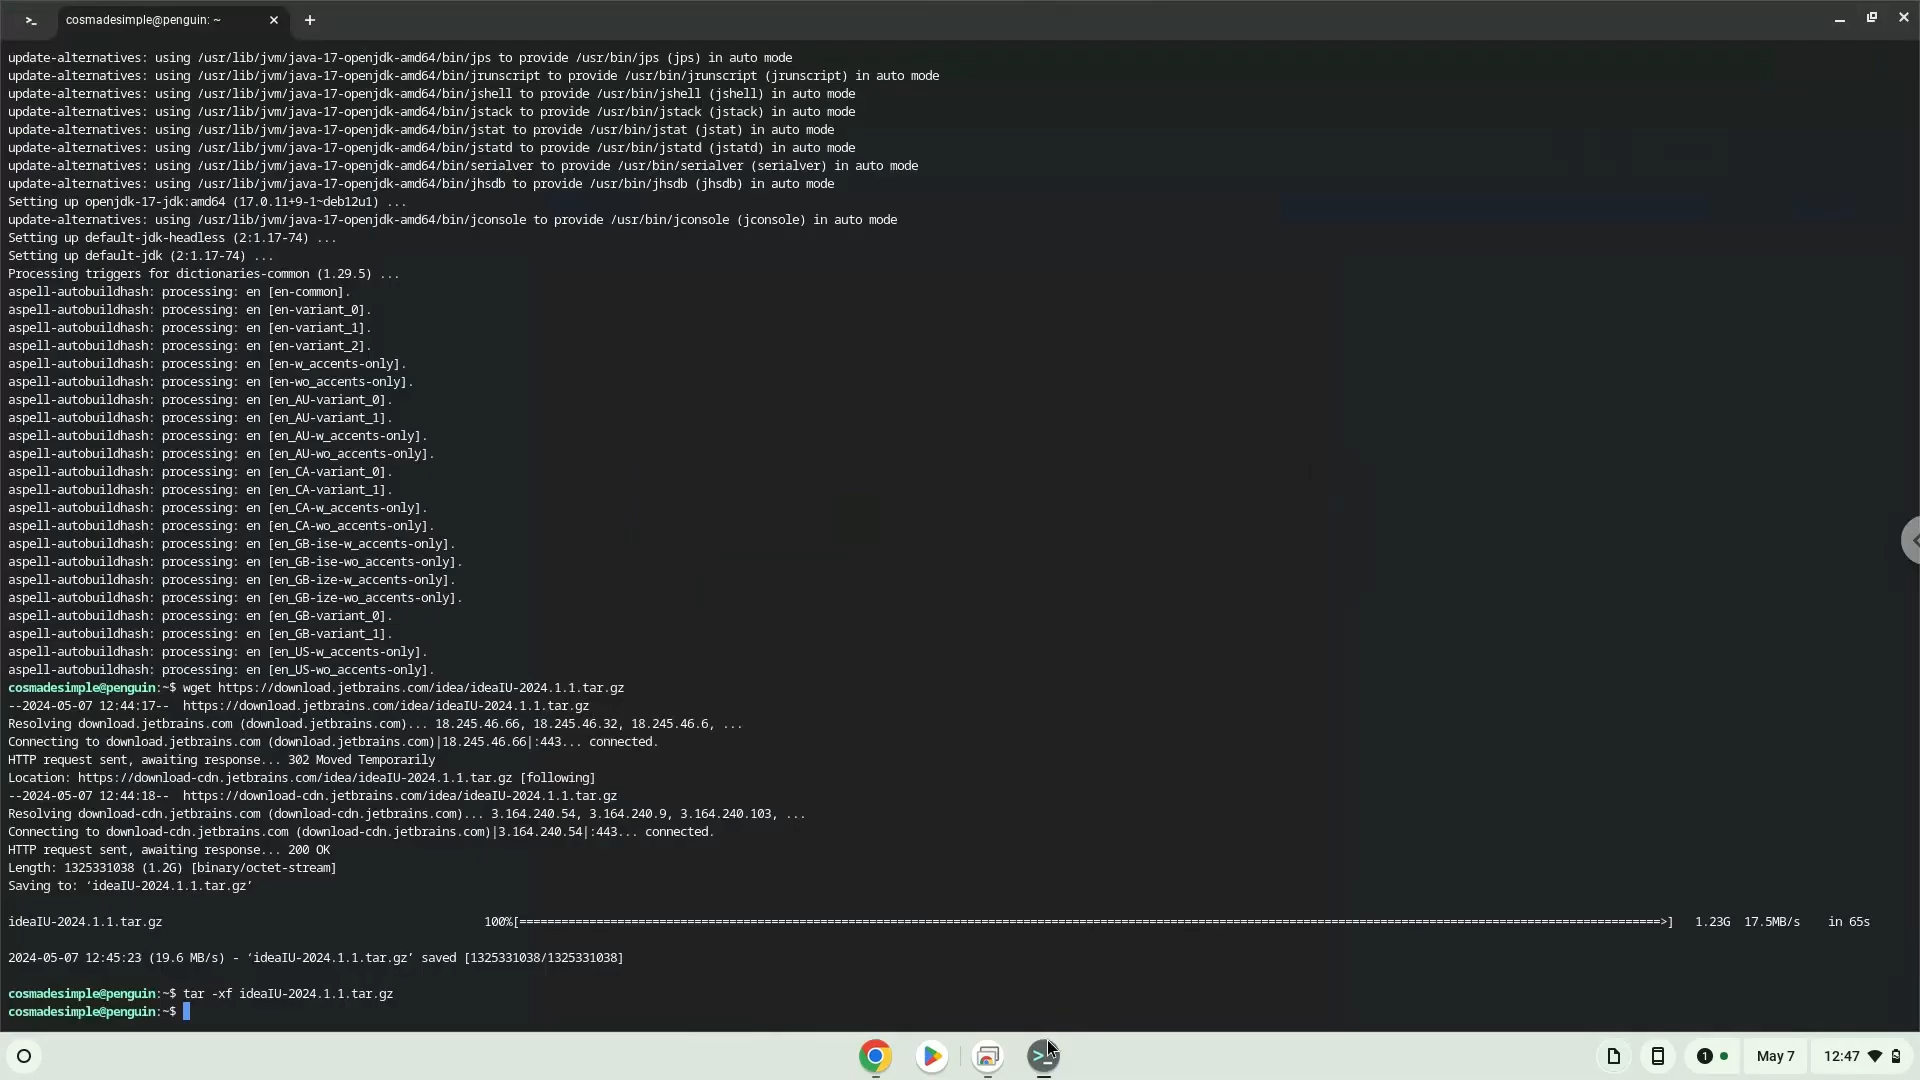 cosmadesimple@penguin: ~
update-alternatives: using /usr/lib/jvm/java-17-openjdk-amd64/bin/jps to provide /usr/bin/jps (jps) in auto mode
update-alternatives: using /usr/lib/jvm/java-17-openjdk-amd64/bin/jrunscript to provide /usr/bin/jrunscript (jrunscript) in auto mode
update-alternatives: using /usr/lib/jvm/java-17-openjdk-amd64/bin/jshell to provide /usr/bin/jshell (jshell) in auto mode
update-alternatives: using /usr/lib/jvm/java-17-openjdk-amd64/bin/jstack to provide /usr/bin/jstack (jstack) in auto mode
update-alternatives: using /usr/lib/jvm/java-17-openjdk-amd64/bin/jstat to provide /usr/bin/jstat (jstat) in auto mode
update-alternatives: using /usr/lib/jvm/java-17-openjdk-amd64/bin/jstatd to provide /usr/bin/jstatd (jstatd) in auto mode
update-alternatives: using /usr/lib/jvm/java-17-openjdk-amd64/bin/serialver to provide /usr/bin/serialver (serialver) in auto mode
update-alternatives: using /usr/lib/jvm/java-17-openjdk-amd64/bin/jhsdb to provide /usr/bin/jhsdb (jhsdb) in auto mode
Setting up openjdk-17-jdk:amd64 (17.0.11+9-1~deb12u1) ...
update-alternatives: using /usr/lib/jvm/java-17-openjdk-amd64/bin/jconsole to provide /usr/bin/jconsole (jconsole) in auto mode
Setting up default-jdk-headless (2:1.17-74) ...
Setting up default-jdk (2:1.17-74) ...
Processing triggers for dictionaries-common (1.29.5) ...
aspell-autobuildhash: processing: en [en-common].
aspell-autobuildhash: processing: en [en-variant_0].
aspell-autobuildhash: processing: en [en-variant_1].
aspell-autobuildhash: processing: en [en-variant_2].
aspell-autobuildhash: processing: en [en-w_accents-only].
aspell-autobuildhash: processing: en [en-wo_accents-only].
aspell-autobuildhash: processing: en [en_AU-variant_0].
aspell-autobuildhash: processing: en [en_AU-variant_1].
aspell-autobuildhash: processing: en [en_AU-w_accents-only].
aspell-autobuildhash: processing: en [en_AU-wo_accents-only].
aspell-autobuildhash: processing: en [en_CA-variant_0].
aspell-autobuildhash: processing: en [en_CA-variant_1].
aspell-autobuildhash: processing: en [en_CA-w_accents-only].
aspell-autobuildhash: processing: en [en_CA-wo_accents-only].
aspell-autobuildhash: processing: en [en_GB-ise-w_accents-only].
aspell-autobuildhash: processing: en [en_GB-ise-wo_accents-only].
aspell-autobuildhash: processing: en [en_GB-ize-w_accents-only].
aspell-autobuildhash: processing: en [en_GB-ize-wo_accents-only].
aspell-autobuildhash: processing: en [en_GB-variant_0].
aspell-autobuildhash: processing: en [en_GB-variant_1].
aspell-autobuildhash: processing: en [en_US-w_accents-only].
aspell-autobuildhash: processing: en [en_US-wo_accents-only].
cosmadesimple@penguin:~$ wget https://download.jetbrains.com/idea/ideaIU-2024.1.1.tar.gz
--2024-05-07 12:44:17--  https://download.jetbrains.com/idea/ideaIU-2024.1.1.tar.gz
Resolving download.jetbrains.com (download.jetbrains.com)... 18.245.46.66, 18.245.46.32, 18.245.46.6, ...
Connecting to download.jetbrains.com (download.jetbrains.com)|18.245.46.66|:443... connected.
HTTP request sent, awaiting response... 302 Moved Temporarily
Location: https://download-cdn.jetbrains.com/idea/ideaIU-2024.1.1.tar.gz [following]
--2024-05-07 12:44:18--  https://download-cdn.jetbrains.com/idea/ideaIU-2024.1.1.tar.gz
Resolving download-cdn.jetbrains.com (download-cdn.jetbrains.com)... 3.164.240.54, 3.164.240.9, 3.164.240.103, ...
Connecting to download-cdn.jetbrains.com (download-cdn.jetbrains.com)|3.164.240.54|:443... connected.
HTTP request sent, awaiting response... 200 OK
Length: 1325331038 (1.2G) [binary/octet-stream]
Saving to: ‘ideaIU-2024.1.1.tar.gz’
ideaIU-2024.1.1.tar.gz 100%[==================================================>] 1.23G 17.5MB/s in 65s
2024-05-07 12:45:23 (19.6 MB/s) - ‘ideaIU-2024.1.1.tar.gz’ saved [1325331038/1325331038]
cosmadesimple@penguin:~$ tar -xf ideaIU-2024.1.1.tar.gz
cosmadesimple@penguin:~$
1 May 7 12:47